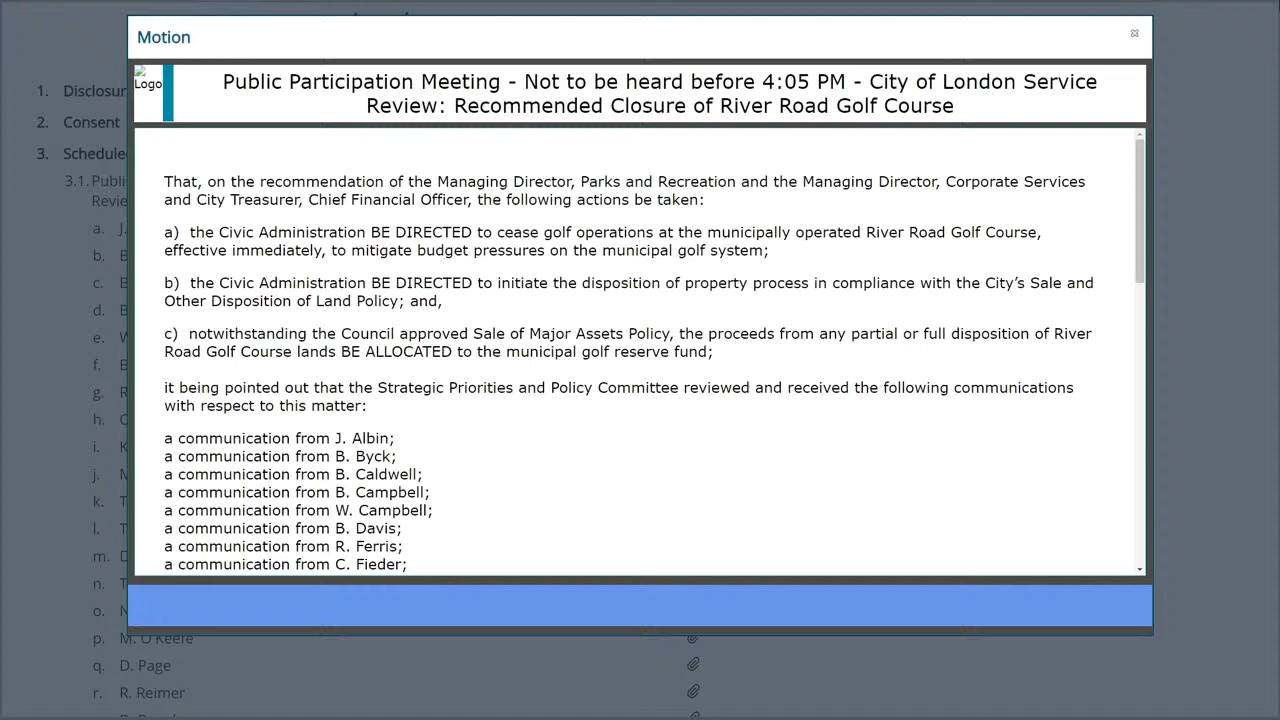 Motion
Logo
Public Participation Meeting - Not to be heard before 4:05 PM - City of London Service
Review: Recommended Closure of River Road Golf Course
That, on the recommendation of the Managing Director, Parks and Recreation and the Managing Director, Corporate Services
and City Treasurer, Chief Financial Officer, the following actions be taken:
a) the Civic Administration BE DIRECTED to cease golf operations at the municipally operated River Road Golf Course,
effective immediately, to mitigate budget pressures on the municipal golf system;
b) the Civic Administration BE DIRECTED to initiate the disposition of property process in compliance with the City’s Sale and
Other Disposition of Land Policy; and,
c) notwithstanding the Council approved Sale of Major Assets Policy, the proceeds from any partial or full disposition of River
Road Golf Course lands BE ALLOCATED to the municipal golf reserve fund;
it being pointed out that the Strategic Priorities and Policy Committee reviewed and received the following communications
with respect to this matter:
a communication from J. Albin;
a communication from B. Byck;
a communication from B. Caldwell;
a communication from B. Campbell;
a communication from W. Campbell;
a communication from B. Davis;
a communication from R. Ferris;
a communication from C. Fieder;
1. Disclosur
2. Consent
3. Schedule
3.1. Publi
Revie
a. J.
b. B
c. B
d. B
e. W
f. B
g. R
h. C
i. K
j. M
k. T
l. T
m. D
n. T
o. N
p. M. O'Keefe
q. D. Page
r. R. Reimer